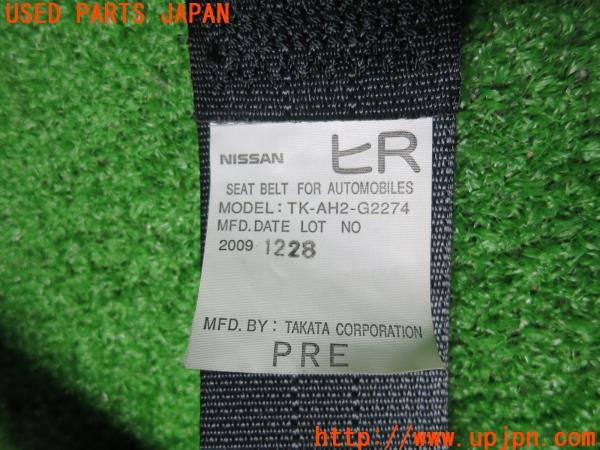 USED PARTS JAPAN
NISSAN ヒR
SEAT BELT FOR AUTOMOBILES
MODEL: TK-AH2-G2274
MFD.DATE LOT NO
2009 1228
MFD. BY: TAKATA CORPORATION
PRE
www.upjpn.com